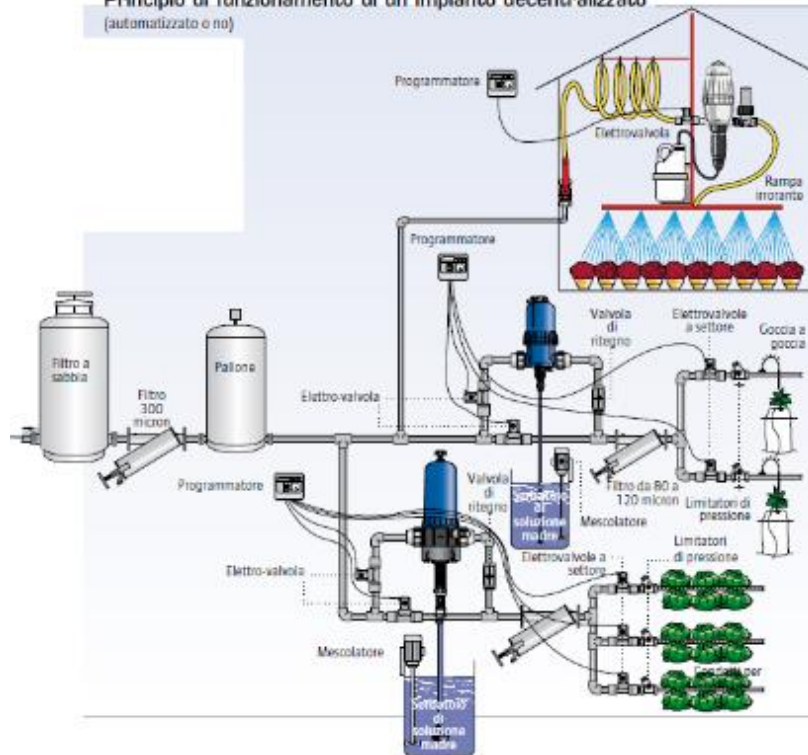 Principio di funzionamento di un impianto decentralizzato
(automatizzato o no)
Programmatore
Elettrovalvola
Rampa
irrorante
Programmatore
Filtro a
sabbia
Filtro
300
micron
Pallone
Elettro-valvola
Valvola
di
ritegno
Elettrovalvole
a settore
Goccia a
goccia
Programmatore
Valvola
di
ritegno
Serbatoio
di
soluzione
madre
Mescolatore
Filtro da 80 a
120 micron
Limitatori di
pressione
Elettro-valvola
Elettrovalvole a
settore
Limitatori
di pressione
Mescolatore
Serbatoio
di
soluzione
madre
per